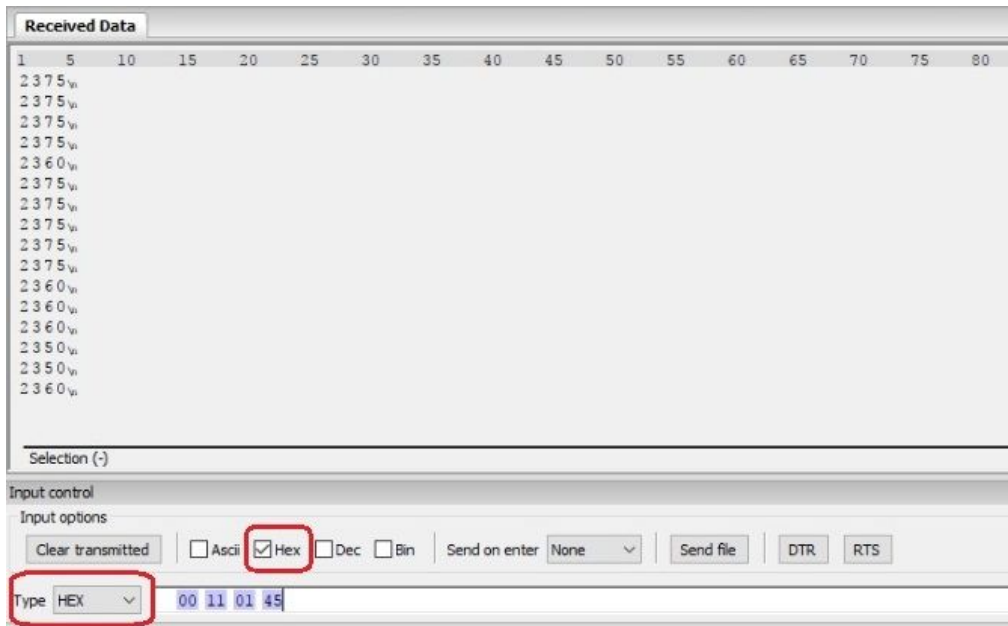 Received Data
1 5 10 15 20 25 30 35 40 45 50 55 60 65 70 75 80
2375\n
2375\n
2375\n
2375\n
2360\n
2375\n
2375\n
2375\n
2375\n
2375\n
2360\n
2360\n
2360\n
2350\n
2350\n
2360\n
Selection (-)
Input control
Input options
Clear transmitted Ascii Hex Dec Bin Send on enter None Send file DTR RTS
Type HEX 00 11 01 45